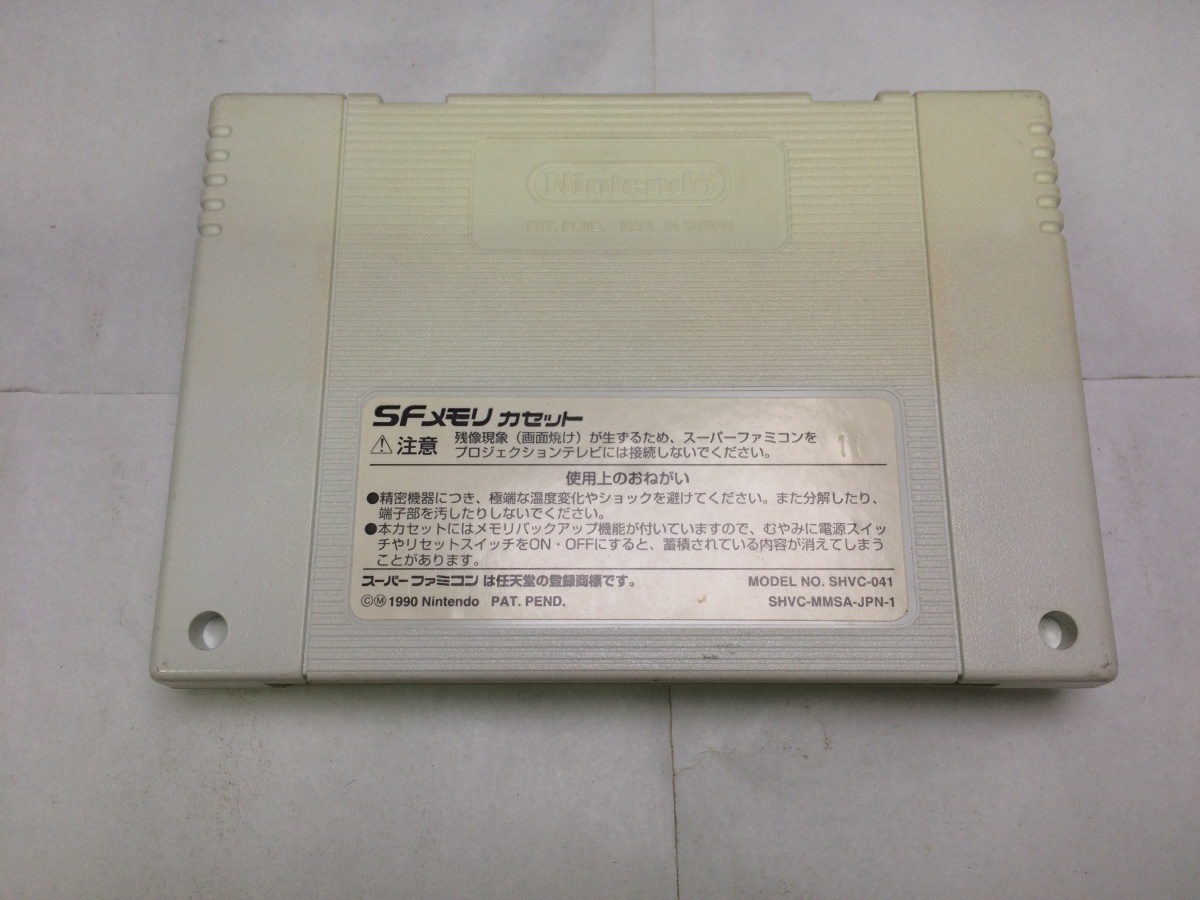 Nintendo
PAT. PEND. MADE IN TAIWAN
SFメモリ カセット
注意 残像現象（画面焼け）が生ずるため、スーパーファミコンを
プロジェクションテレビには接続しないでください。
11
使用上のおねがい
●精密機器につき、極端な温度変化やショックを避けてください。また分解したり、
端子部を汚したりしないでください。
●本カセットにはメモリバックアップ機能が付いていますので、むやみに電源スイッ
チやリセットスイッチをON・OFFにすると、蓄積されている内容が消えてしまう
ことがあります。
スーパーファミコンは任天堂の登録商標です。 MODEL NO. SHVC-041
ⒸⓂ1990 Nintendo PAT. PEND. SHVC-MMSA-JPN-1